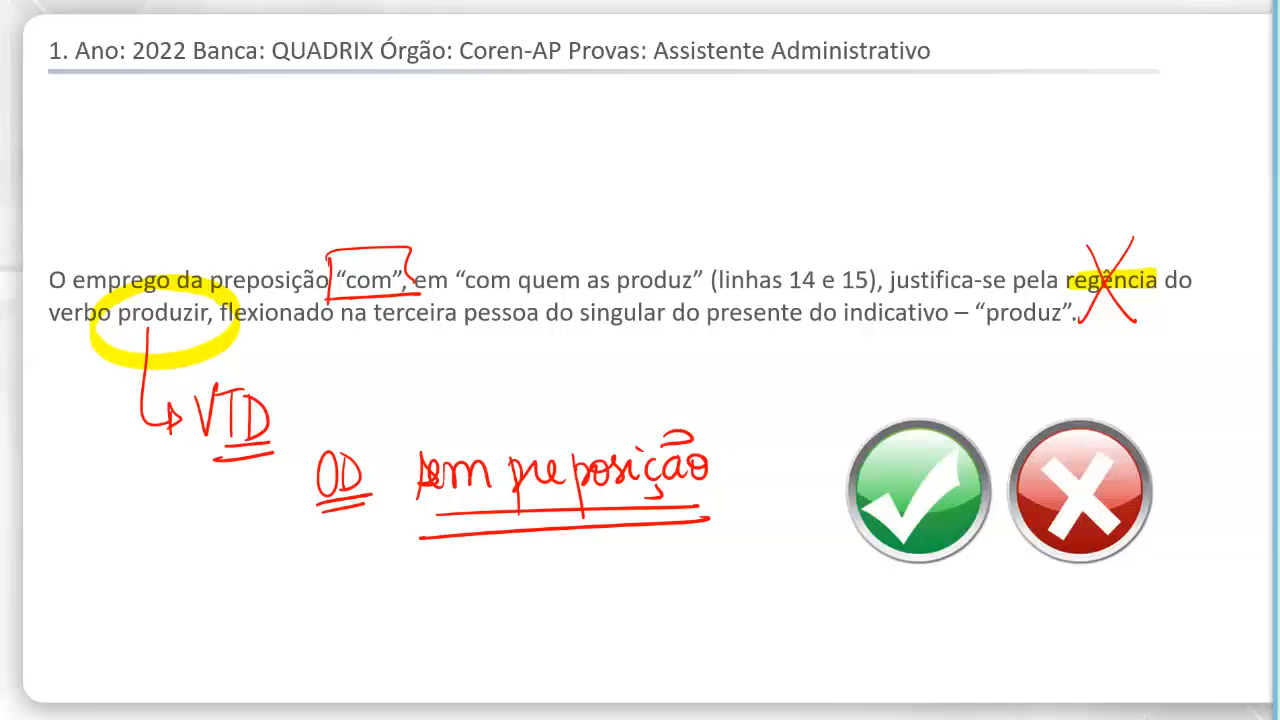 1. Ano: 2022 Banca: QUADRIX Órgão: Coren-AP Provas: Assistente Administrativo
O emprego da preposição “com”, em “com quem as produz” (linhas 14 e 15), justifica-se pela regência do
verbo produzir, flexionado na terceira pessoa do singular do presente do indicativo – “produz”.
VTD
OD sem preposição